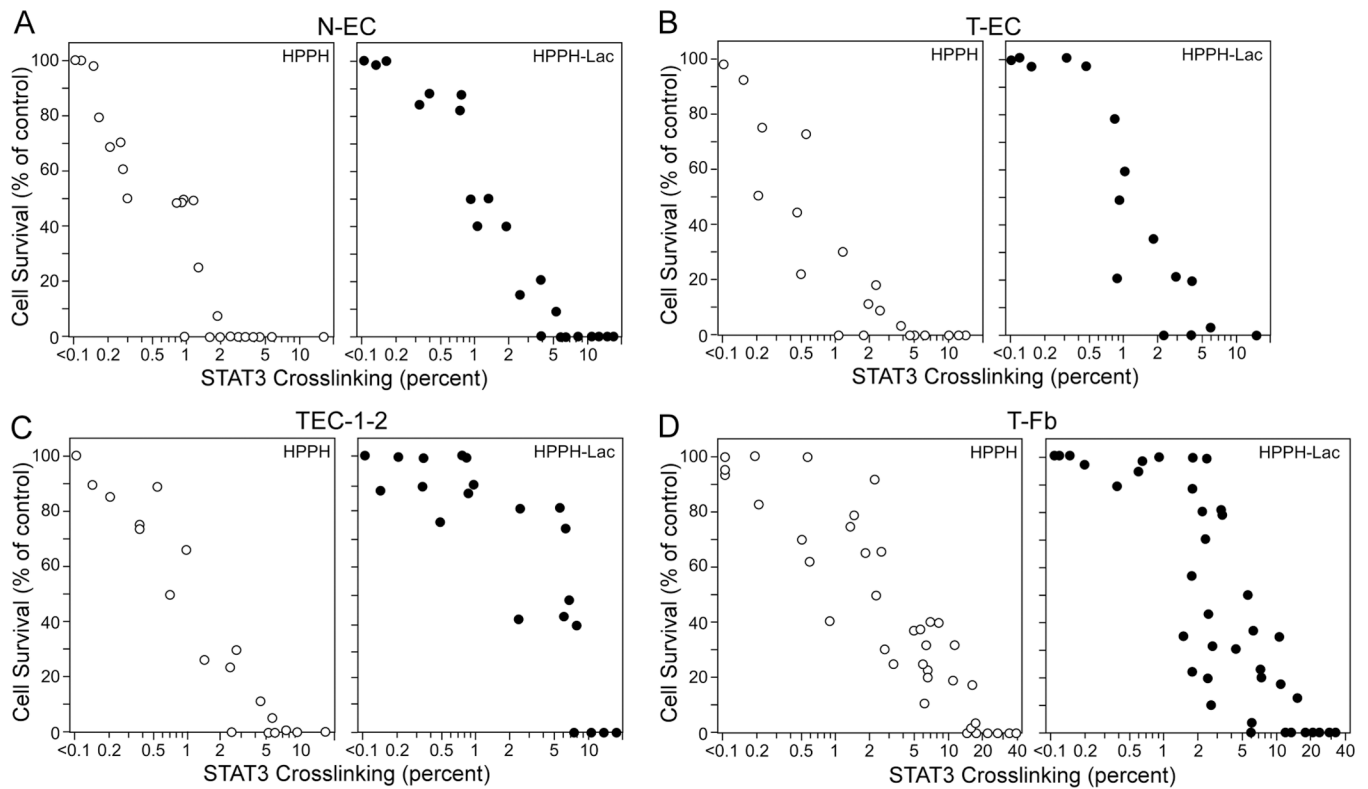 A
N-EC
HPPH
HPPH-Lac
Cell Survival (% of control)
100
80
60
40
20
0
<0.1 0.2 0.5 1 2 5 10
<0.1 0.2 0.5 1 2 5 10
STAT3 Crosslinking (percent)
B
T-EC
HPPH
HPPH-Lac
Cell Survival (% of control)
100
80
60
40
20
0
<0.1 0.2 0.5 1 2 5 10
<0.1 0.2 0.5 1 2 5 10
STAT3 Crosslinking (percent)
C
TEC-1-2
HPPH
HPPH-Lac
Cell Survival (% of control)
100
80
60
40
20
0
<0.1 0.2 0.5 1 2 5 10
<0.1 0.2 0.5 1 2 5 10
STAT3 Crosslinking (percent)
D
T-Fb
HPPH
HPPH-Lac
Cell Survival (% of control)
100
80
60
40
20
0
<0.1 0.2 0.5 1 2 5 10 20 40
<0.1 0.2 0.5 1 2 5 10 20 40
STAT3 Crosslinking (percent)